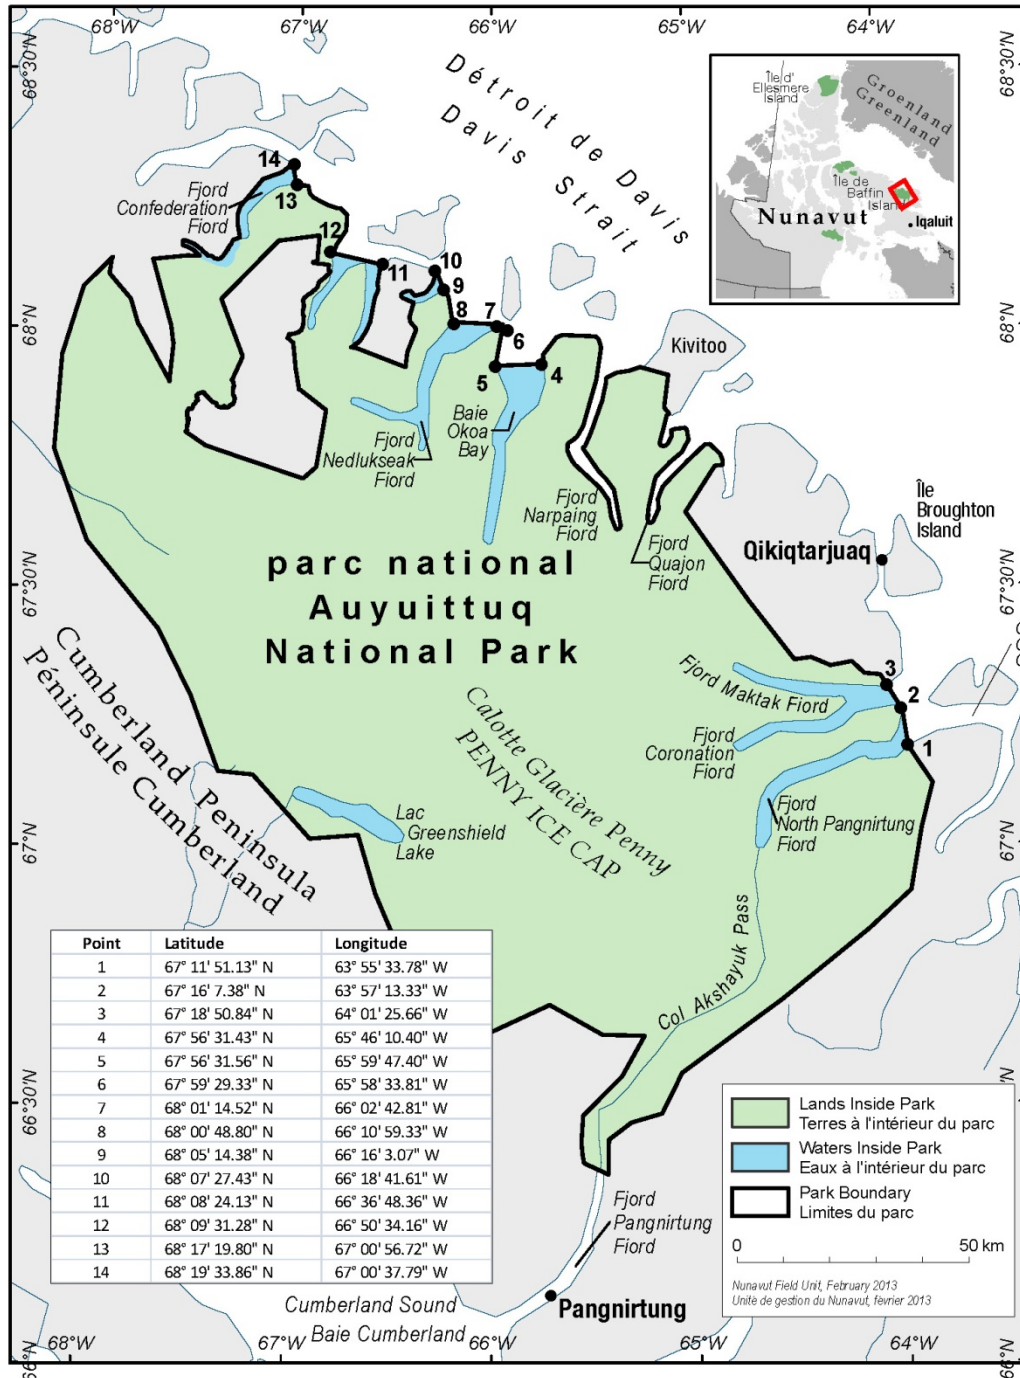 68°W
67°W
66°W
65°W
64°W
68°30'N
68°30'N
Détroit de Davis
Davis Strait
Île d'
Ellesmere
Island
Groenland
Greenland
Île de
Baffin
Island
Nunavut
Iqaluit
14
Fjord
Confederation
Fiord
13
12
11
10
9
8
7
6
5
4
68°N
68°N
Kivitoo
Baie
Okoa
Bay
Fjord
Nedlukseak
Fiord
Fjord
Narpaing
Fiord
Fjord
Quajon
Fiord
Île
Broughton
Island
Qikiqtarjuaq
67°30'N
67°30'N
parc national
Auyuittuq
National Park
Cumberland Peninsula
Péninsule Cumberland
Calotte Glacière Penny
PENNY ICE CAP
Fjord Maktak Fiord
3
2
1
Fjord
Coronation
Fiord
Fjord
North Pangnirtung
Fiord
Lac
Greenshield
Lake
67°N
67°N
Col Akshayuk Pass
Point Latitude Longitude
1 67° 11' 51.13" N 63° 55' 33.78" W
2 67° 16' 7.38" N 63° 57' 13.33" W
3 67° 18' 50.84" N 64° 01' 25.66" W
4 67° 56' 31.43" N 65° 46' 10.40" W
5 67° 56' 31.56" N 65° 59' 47.40" W
6 67° 59' 29.33" N 65° 58' 33.81" W
7 68° 01' 14.52" N 66° 02' 42.81" W
8 68° 00' 48.80" N 66° 10' 59.33" W
9 68° 05' 14.38" N 66° 16' 3.07" W
10 68° 07' 27.43" N 66° 18' 41.61" W
11 68° 08' 24.13" N 66° 36' 48.36" W
12 68° 09' 31.28" N 66° 50' 34.16" W
13 68° 17' 19.80" N 67° 00' 56.72" W
14 68° 19' 33.86" N 67° 00' 37.79" W
66°30'N
Lands Inside Park
Terres à l'intérieur du parc
Waters Inside Park
Eaux à l'intérieur du parc
Park Boundary
Limites du parc
0 50 km
Nunavut Field Unit, February 2013
Unité de gestion du Nunavut, février 2013
Fjord
Pangnirtung
Fiord
Pangnirtung
Cumberland Sound
Baie Cumberland
66°N
66°N
68°W
67°W
66°W
65°W
64°W